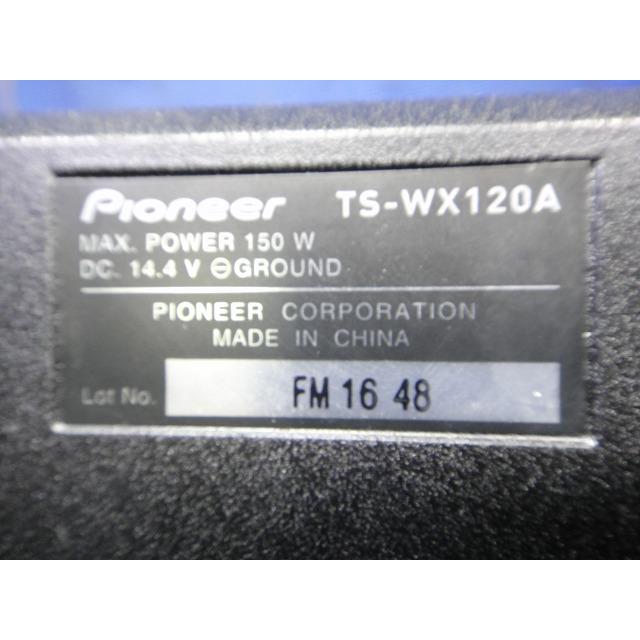 Pioneer TS-WX120A
MAX. POWER 150 W
DC. 14.4 V ⊖GROUND
PIONEER CORPORATION
MADE IN CHINA
Lot No. FM 16 48